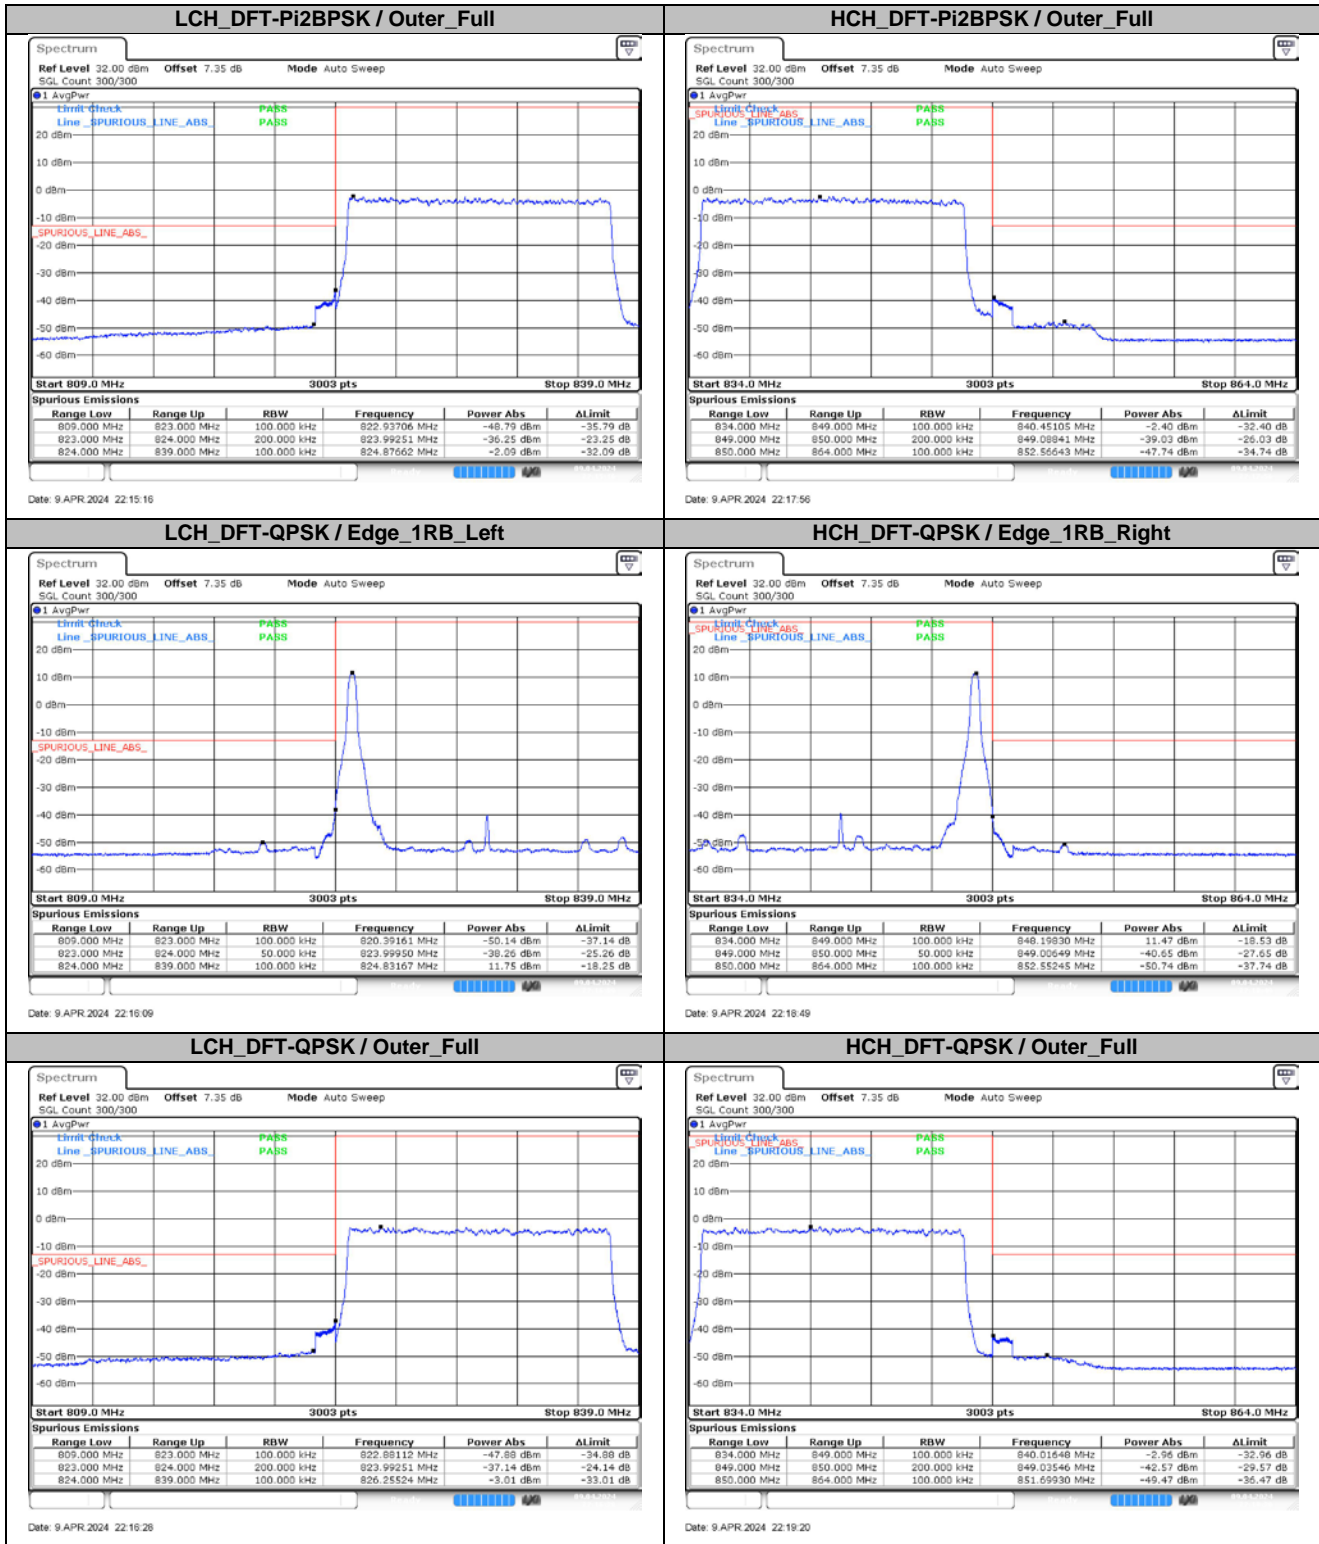 LCH_DFT-Pi2BPSK / Outer_Full
Spectrum
Ref Level 32.00 dBm Offset 7.35 dB Mode Auto Sweep
SGL Count 300/300
1 AvgPwr
Limit Check PASS
Line _SPURIOUS_LINE_ABS_ PASS
20 dBm
10 dBm
0 dBm
-10 dBm
_SPURIOUS_LINE_ABS_
-20 dBm
-30 dBm
-40 dBm
-50 dBm
-60 dBm
Start 809.0 MHz 3003 pts Stop 839.0 MHz
Spurious Emissions
Range Low Range Up RBW Frequency Power Abs ΔLimit
809.000 MHz 823.000 MHz 100.000 kHz 822.93706 MHz -48.79 dBm -35.79 dB
823.000 MHz 824.000 MHz 200.000 kHz 823.99251 MHz -36.25 dBm -23.25 dB
824.000 MHz 839.000 MHz 100.000 kHz 824.87662 MHz -2.09 dBm -32.09 dB
Date: 9.APR.2024 22:15:16
HCH_DFT-Pi2BPSK / Outer_Full
Spectrum
Ref Level 32.00 dBm Offset 7.35 dB Mode Auto Sweep
SGL Count 300/300
1 AvgPwr
Limit Check PASS
_SPURIOUS_LINE_ABS_
Line _SPURIOUS_LINE_ABS_ PASS
20 dBm
10 dBm
0 dBm
-10 dBm
-20 dBm
-30 dBm
-40 dBm
-50 dBm
-60 dBm
Start 834.0 MHz 3003 pts Stop 864.0 MHz
Spurious Emissions
Range Low Range Up RBW Frequency Power Abs ΔLimit
834.000 MHz 849.000 MHz 100.000 kHz 840.45105 MHz -2.40 dBm -32.40 dB
849.000 MHz 850.000 MHz 200.000 kHz 849.08841 MHz -39.03 dBm -26.03 dB
850.000 MHz 864.000 MHz 100.000 kHz 852.56643 MHz -47.74 dBm -34.74 dB
Date: 9.APR.2024 22:17:56
LCH_DFT-QPSK / Edge_1RB_Left
Spectrum
Ref Level 32.00 dBm Offset 7.35 dB Mode Auto Sweep
SGL Count 300/300
1 AvgPwr
Limit Check PASS
Line _SPURIOUS_LINE_ABS_ PASS
20 dBm
10 dBm
0 dBm
-10 dBm
_SPURIOUS_LINE_ABS_
-20 dBm
-30 dBm
-40 dBm
-50 dBm
-60 dBm
Start 809.0 MHz 3003 pts Stop 839.0 MHz
Spurious Emissions
Range Low Range Up RBW Frequency Power Abs ΔLimit
809.000 MHz 823.000 MHz 100.000 kHz 820.39161 MHz -50.14 dBm -37.14 dB
823.000 MHz 824.000 MHz 50.000 kHz 823.99950 MHz -38.26 dBm -25.26 dB
824.000 MHz 839.000 MHz 100.000 kHz 824.83167 MHz 11.75 dBm -18.25 dB
Date: 9.APR.2024 22:16:09
HCH_DFT-QPSK / Edge_1RB_Right
Spectrum
Ref Level 32.00 dBm Offset 7.35 dB Mode Auto Sweep
SGL Count 300/300
1 AvgPwr
Limit Check PASS
_SPURIOUS_LINE_ABS_
Line _SPURIOUS_LINE_ABS_ PASS
20 dBm
10 dBm
0 dBm
-10 dBm
-20 dBm
-30 dBm
-40 dBm
-50 dBm
-60 dBm
Start 834.0 MHz 3003 pts Stop 864.0 MHz
Spurious Emissions
Range Low Range Up RBW Frequency Power Abs ΔLimit
834.000 MHz 849.000 MHz 100.000 kHz 848.19830 MHz 11.47 dBm -18.53 dB
849.000 MHz 850.000 MHz 50.000 kHz 849.00649 MHz -40.65 dBm -27.65 dB
850.000 MHz 864.000 MHz 100.000 kHz 852.55245 MHz -50.74 dBm -37.74 dB
Date: 9.APR.2024 22:18:49
LCH_DFT-QPSK / Outer_Full
Spectrum
Ref Level 32.00 dBm Offset 7.35 dB Mode Auto Sweep
SGL Count 300/300
1 AvgPwr
Limit Check PASS
Line _SPURIOUS_LINE_ABS_ PASS
20 dBm
10 dBm
0 dBm
-10 dBm
_SPURIOUS_LINE_ABS_
-20 dBm
-30 dBm
-40 dBm
-50 dBm
-60 dBm
Start 809.0 MHz 3003 pts Stop 839.0 MHz
Spurious Emissions
Range Low Range Up RBW Frequency Power Abs ΔLimit
809.000 MHz 823.000 MHz 100.000 kHz 822.88112 MHz -47.88 dBm -34.88 dB
823.000 MHz 824.000 MHz 200.000 kHz 823.99251 MHz -37.14 dBm -24.14 dB
824.000 MHz 839.000 MHz 100.000 kHz 826.25524 MHz -3.01 dBm -33.01 dB
Date: 9.APR.2024 22:16:28
HCH_DFT-QPSK / Outer_Full
Spectrum
Ref Level 32.00 dBm Offset 7.35 dB Mode Auto Sweep
SGL Count 300/300
1 AvgPwr
Limit Check PASS
_SPURIOUS_LINE_ABS_
Line _SPURIOUS_LINE_ABS_ PASS
20 dBm
10 dBm
0 dBm
-10 dBm
-20 dBm
-30 dBm
-40 dBm
-50 dBm
-60 dBm
Start 834.0 MHz 3003 pts Stop 864.0 MHz
Spurious Emissions
Range Low Range Up RBW Frequency Power Abs ΔLimit
834.000 MHz 849.000 MHz 100.000 kHz 840.01648 MHz -2.96 dBm -32.96 dB
849.000 MHz 850.000 MHz 200.000 kHz 849.03546 MHz -42.57 dBm -29.57 dB
850.000 MHz 864.000 MHz 100.000 kHz 851.69930 MHz -49.47 dBm -36.47 dB
Date: 9.APR.2024 22:19:20